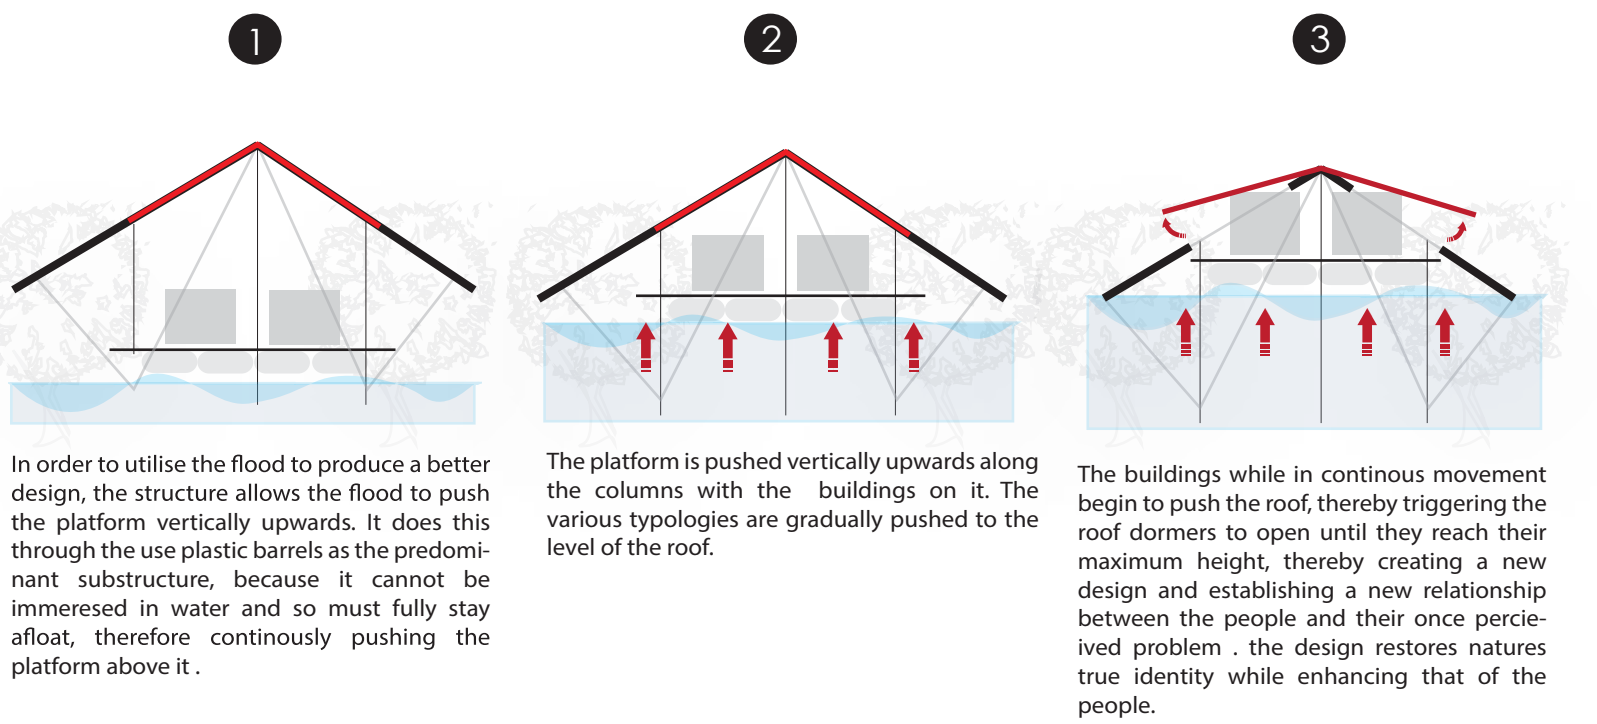 1
In order to utilise the flood to produce a better
design, the structure allows the flood to push
the platform vertically upwards. It does this
through the use plastic barrels as the predomi-
nant substructure, because it cannot be
immeresed in water and so must fully stay
afloat, therefore continously pushing the
platform above it .
2
The platform is pushed vertically upwards along
the columns with the buildings on it. The
various typologies are gradually pushed to the
level of the roof.
3
The buildings while in continous movement
begin to push the roof, thereby triggering the
roof dormers to open until they reach their
maximum height, thereby creating a new
design and establishing a new relationship
between the people and their once percie-
ived problem . the design restores natures
true identity while enhancing that of the
people.